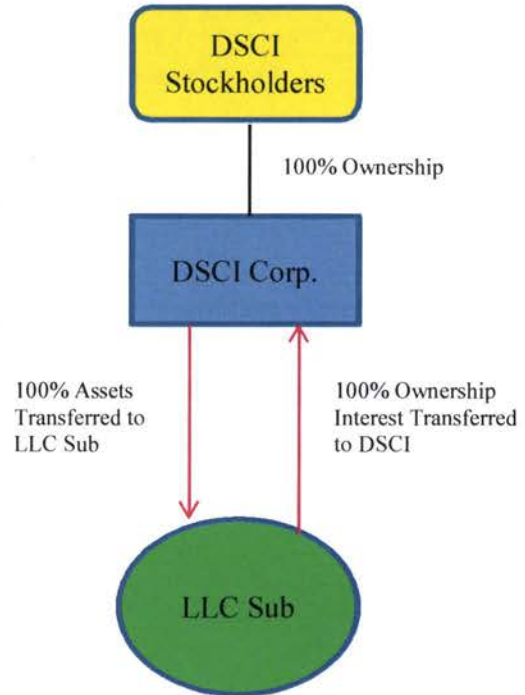 DSCI
Stockholders
100% Ownership
DSCI Corp.
100% Assets
Transferred to
LLC Sub
100% Ownership
Interest Transferred
to DSCI
LLC Sub